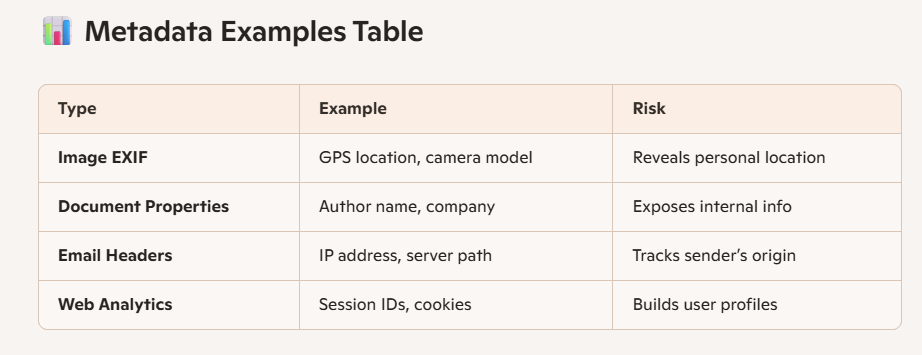 Metadata Examples Table
Type Example Risk
Image EXIF GPS location, camera model Reveals personal location
Document Properties Author name, company Exposes internal info
Email Headers IP address, server path Tracks sender’s origin
Web Analytics Session IDs, cookies Builds user profiles